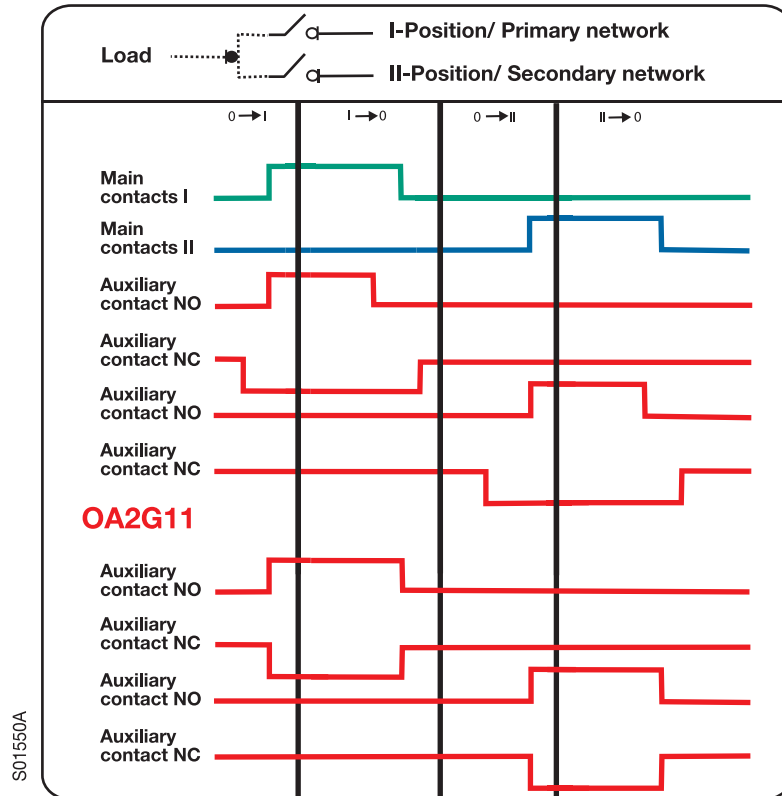 I-Position/ Primary network
Load
II-Position/ Secondary network
0→I I→0 0→II II→0
Main
contacts I
Main
contacts II
Auxiliary
contact NO
Auxiliary
contact NC
Auxiliary
contact NO
Auxiliary
contact NC
OA2G11
Auxiliary
contact NO
Auxiliary
contact NC
Auxiliary
contact NO
Auxiliary
contact NC
S01550A